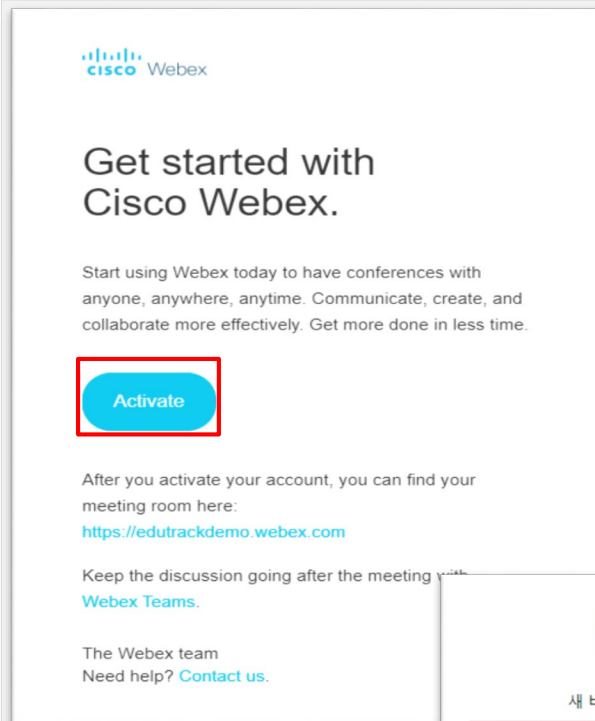 CISCO Webex
Get started with
Cisco Webex.
Start using Webex today to have conferences with
anyone, anywhere, anytime. Communicate, create, and
collaborate more effectively. Get more done in less time.
Activate
After you activate your account, you can find your
meeting room here:
https://edutrackdemo.webex.com
Keep the discussion going after the meeting with
Webex Teams.
The Webex team
Need help? Contact us.
새